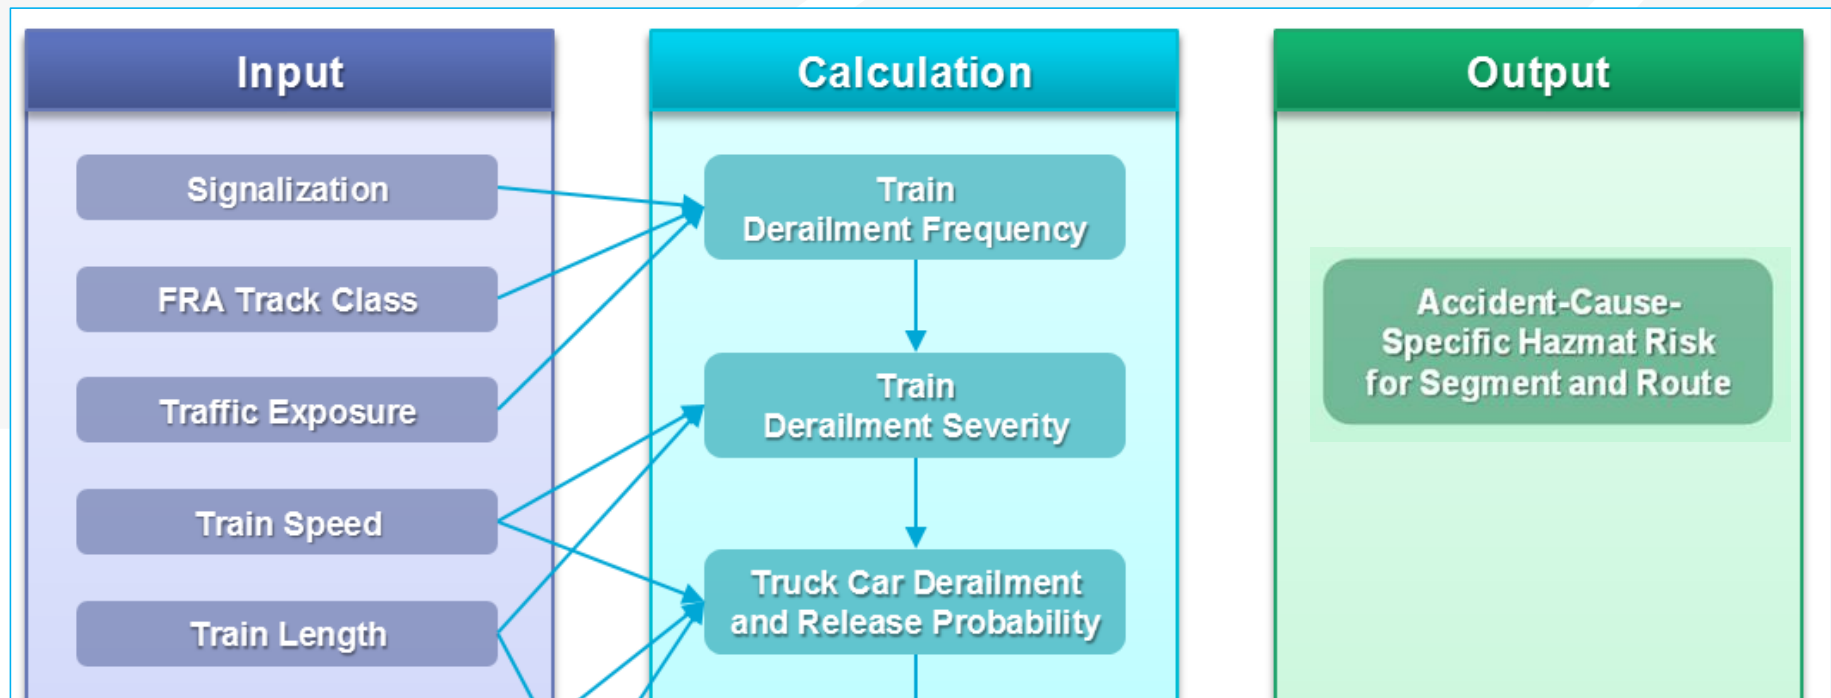 Input
Signalization
FRA Track Class
Traffic Exposure
Train Speed
Train Length
Calculation
Train
Derailment Frequency
Train
Derailment Severity
Truck Car Derailment
and Release Probability
Output
Accident-Cause-
Specific Hazmat Risk
for Segment and Route